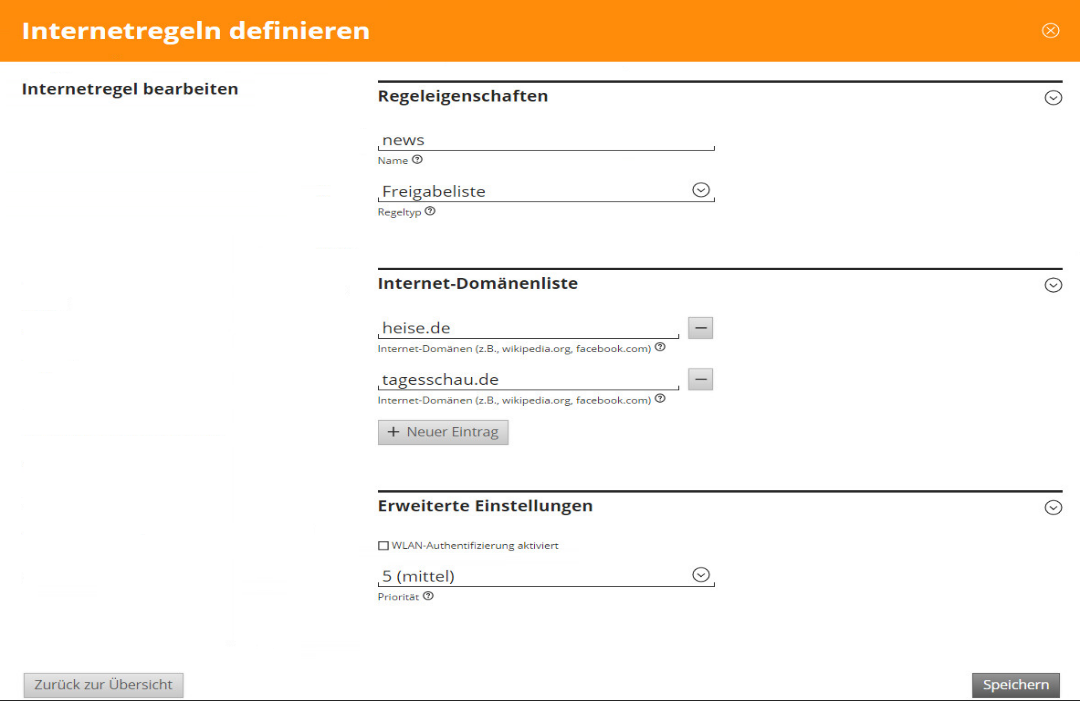 Internetregeln definieren
Internetregel bearbeiten
Regeleigenschaften
news
Name
Freigabeliste
Regeltyp
Internet-Domänenliste
heise.de
Internet-Domänen (z.B., wikipedia.org, facebook.com)
tagesschau.de
Internet-Domänen (z.B., wikipedia.org, facebook.com)
+ Neuer Eintrag
Erweiterte Einstellungen
WLAN-Authentifizierung aktiviert
5 (mittel)
Priorität
Zurück zur Übersicht
Speichern